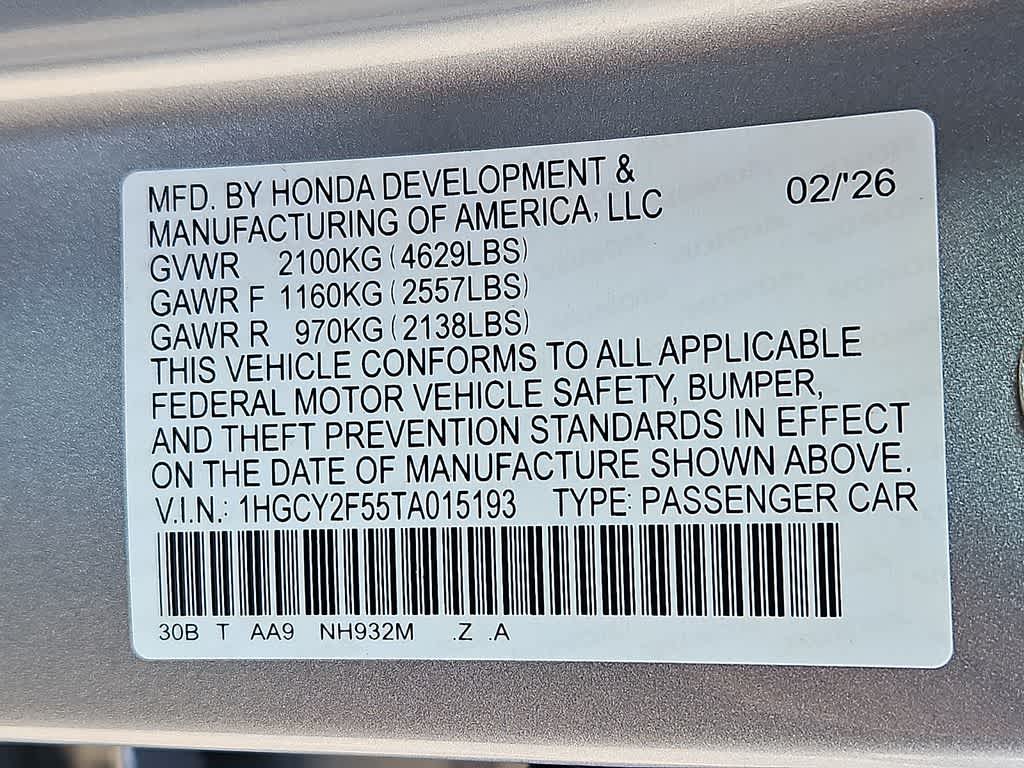 MFD. BY HONDA DEVELOPMENT &
MANUFACTURING OF AMERICA, LLC 02/'26
GVWR 2100KG (4629LBS)
GAWR F 1160KG (2557LBS)
GAWR R 970KG (2138LBS)
THIS VEHICLE CONFORMS TO ALL APPLICABLE
FEDERAL MOTOR VEHICLE SAFETY, BUMPER,
AND THEFT PREVENTION STANDARDS IN EFFECT
ON THE DATE OF MANUFACTURE SHOWN ABOVE.
V.I.N.: 1HGCY2F55TA015193 TYPE: PASSENGER CAR
30B T AA9 NH932M .Z .A